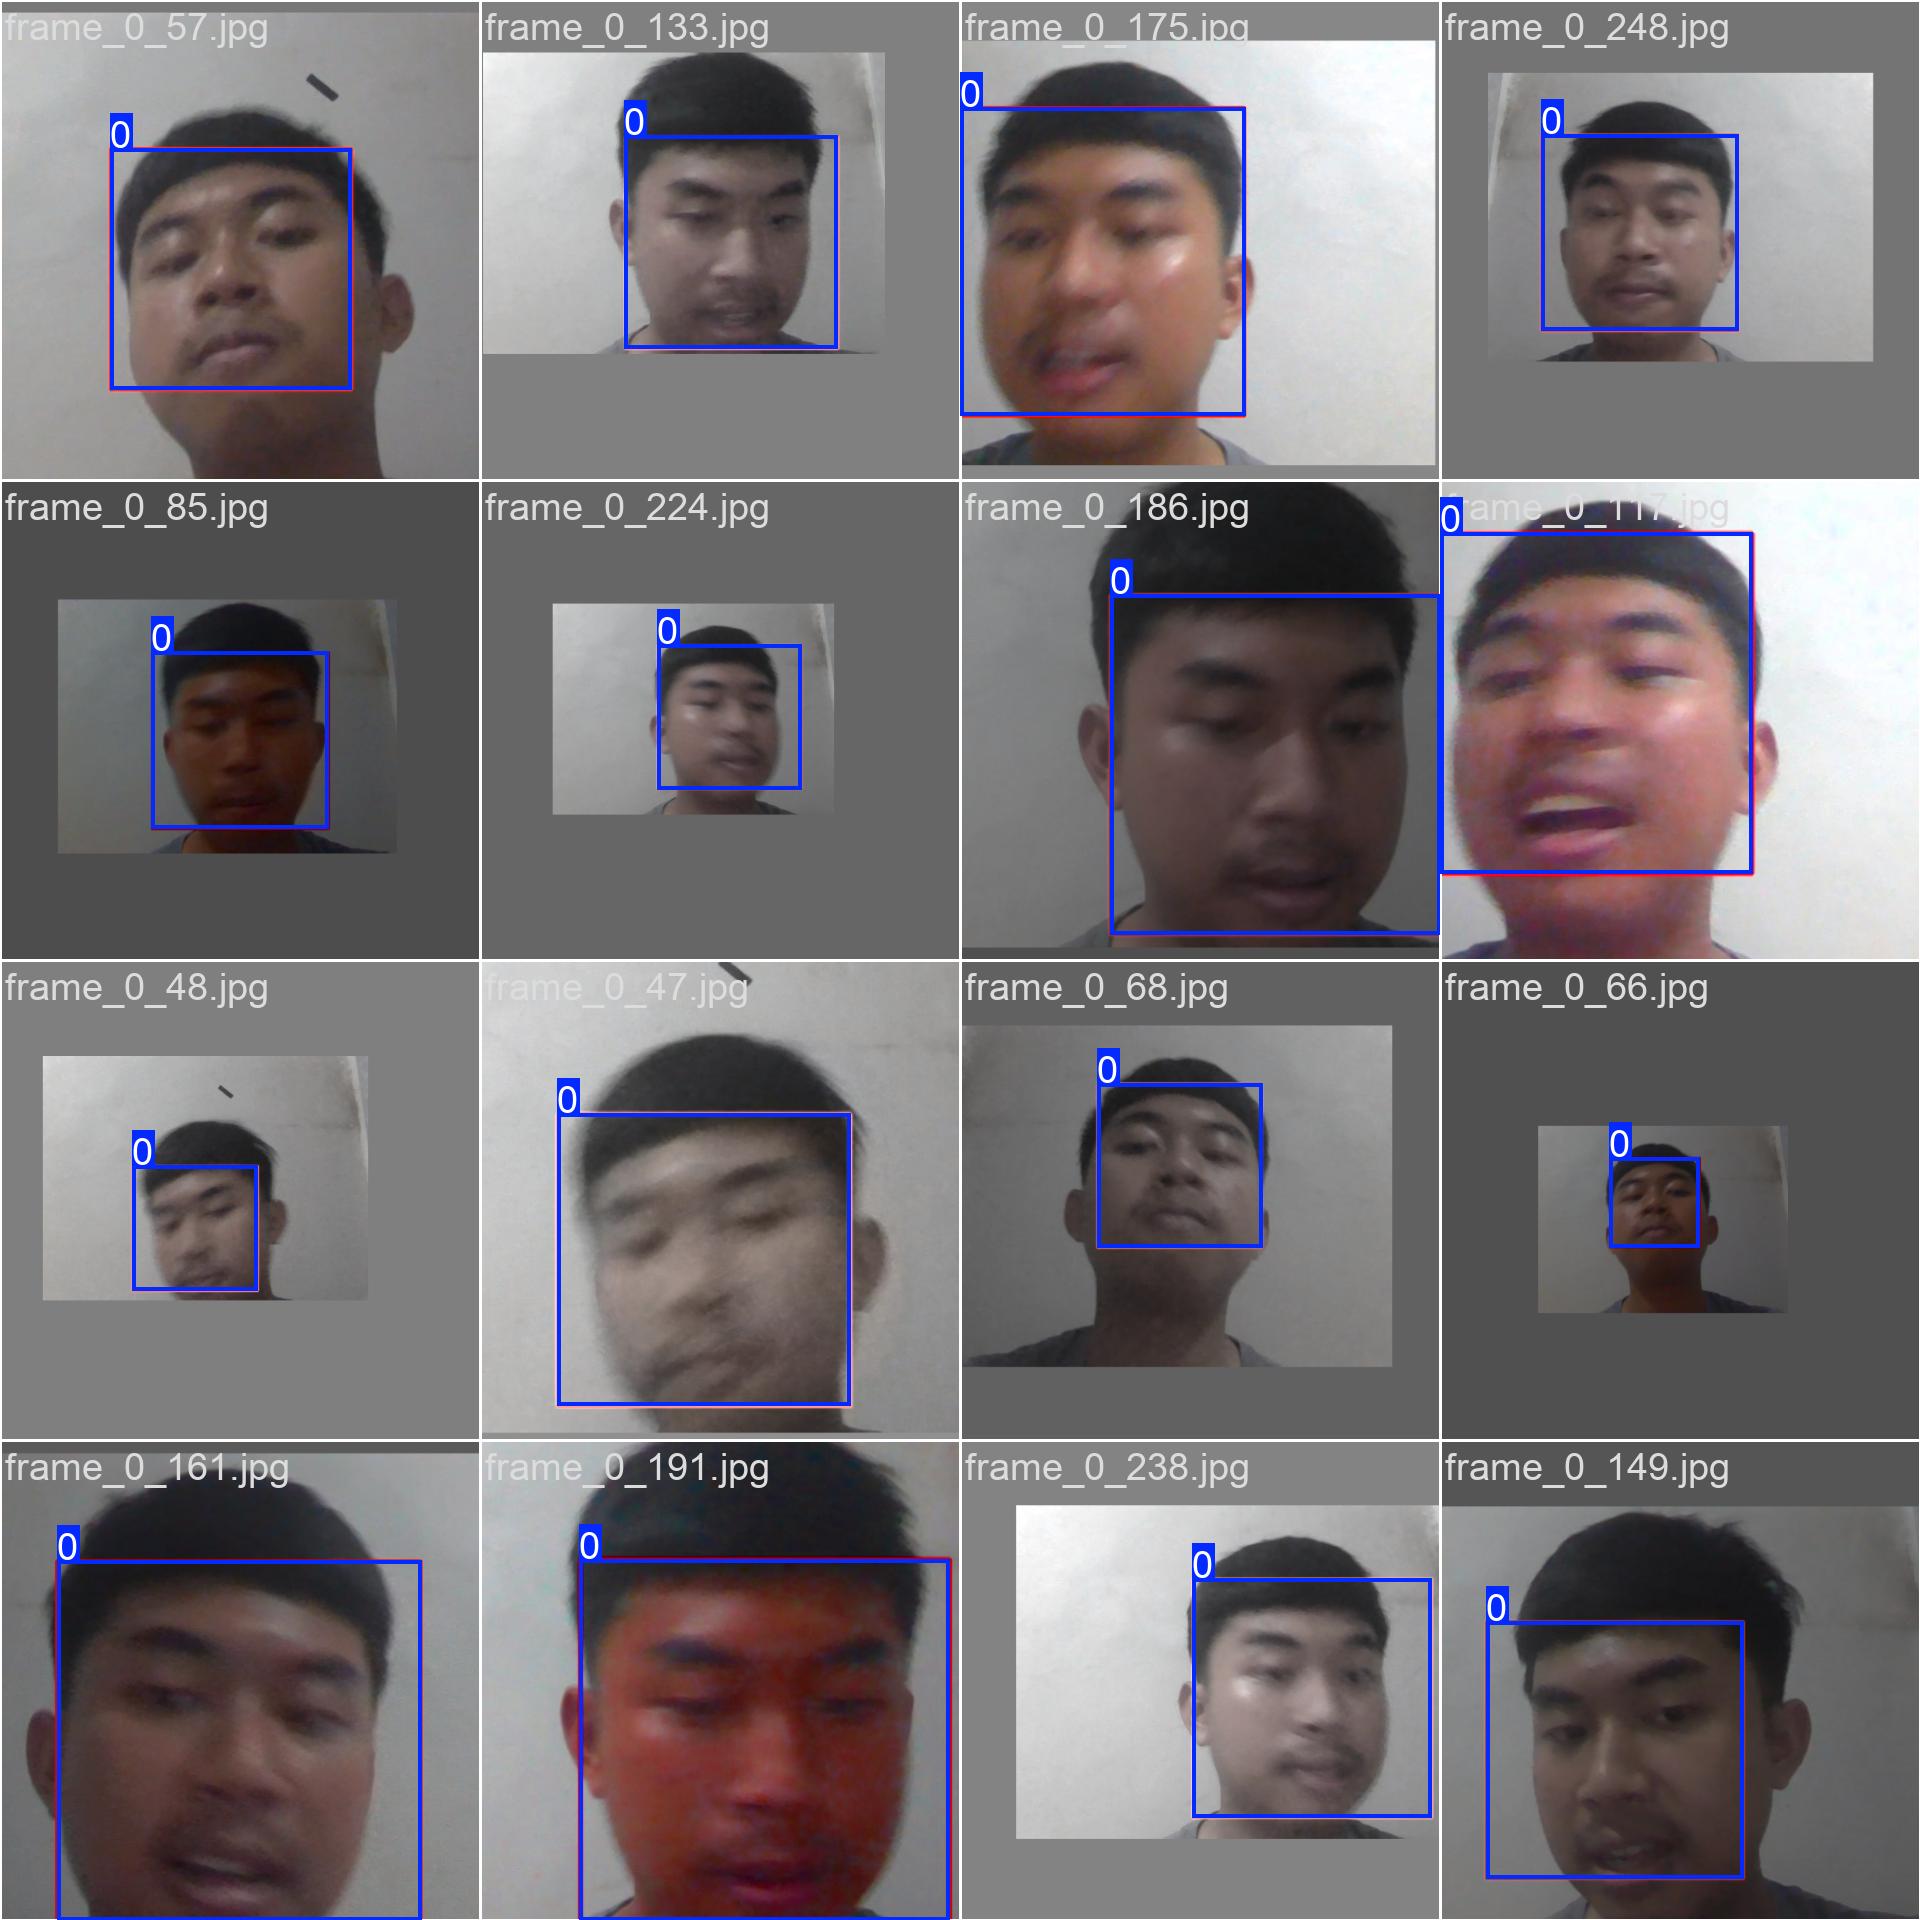 frame_0_57.jpg
frame_0_133.jpg
frame_0_175.jpg
frame_0_248.jpg
0
0
0
0
frame_0_85.jpg
frame_0_224.jpg
frame_0_186.jpg
frame_0_117.jpg
0
0
0
0
frame_0_48.jpg
frame_0_47.jpg
frame_0_68.jpg
frame_0_66.jpg
0
0
0
0
frame_0_161.jpg
frame_0_191.jpg
frame_0_238.jpg
frame_0_149.jpg
0
0
0
0